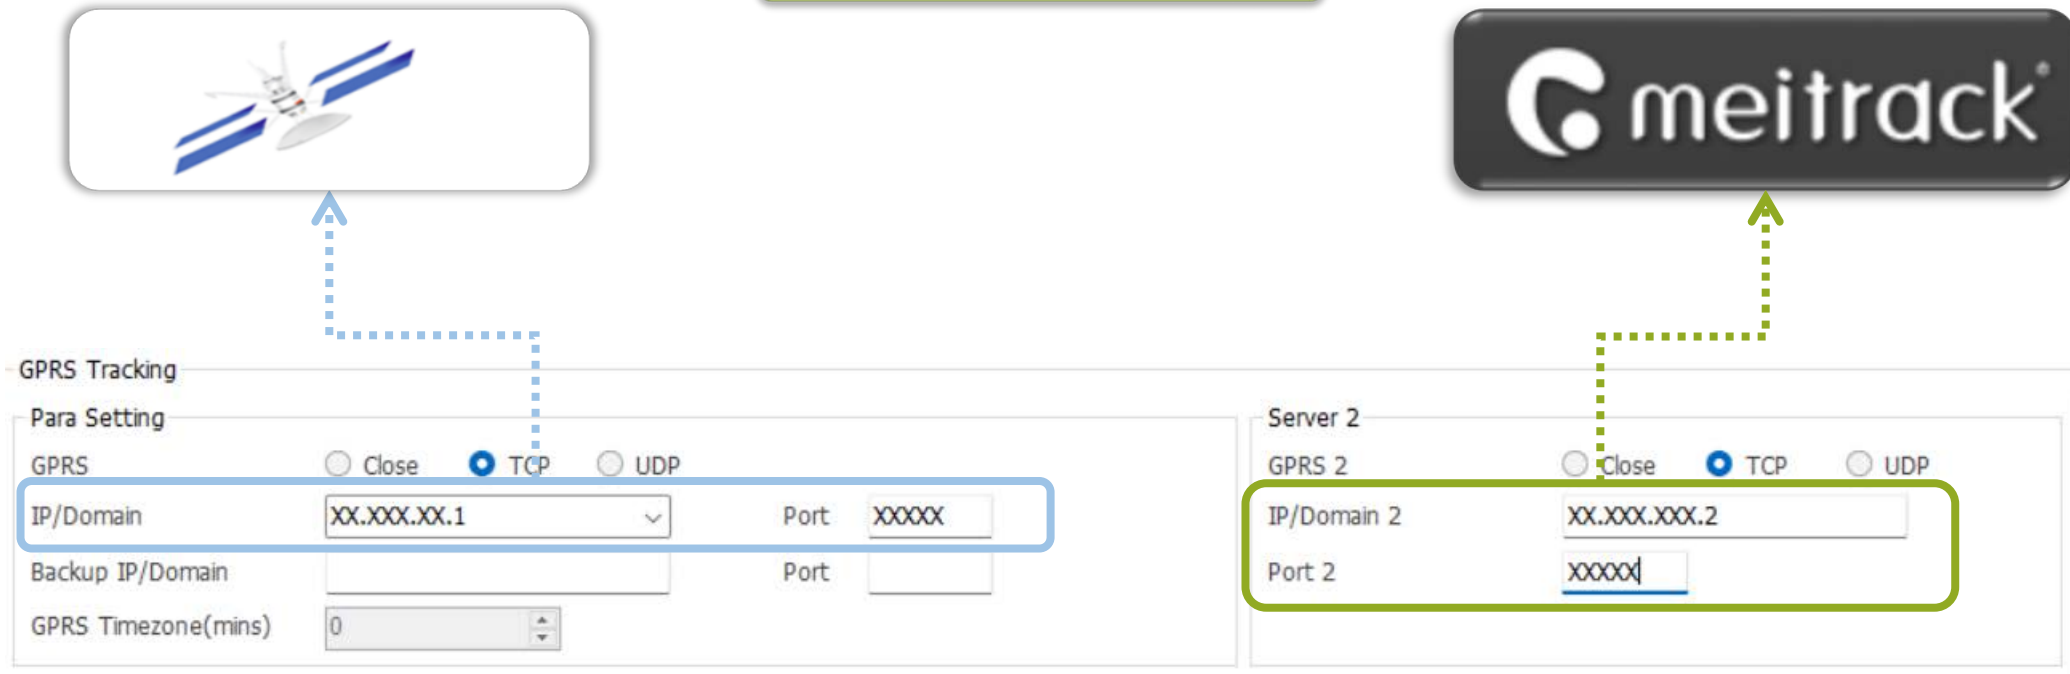 meitrack
GPRS Tracking
Para Setting
GPRS Close TCP UDP
IP/Domain XX.XXX.XX.1 Port XXXXX
Backup IP/Domain Port
GPRS Timezone(mins) 0
Server 2
GPRS 2 Close TCP UDP
IP/Domain 2 XX.XXX.XXX.2
Port 2 XXXXX